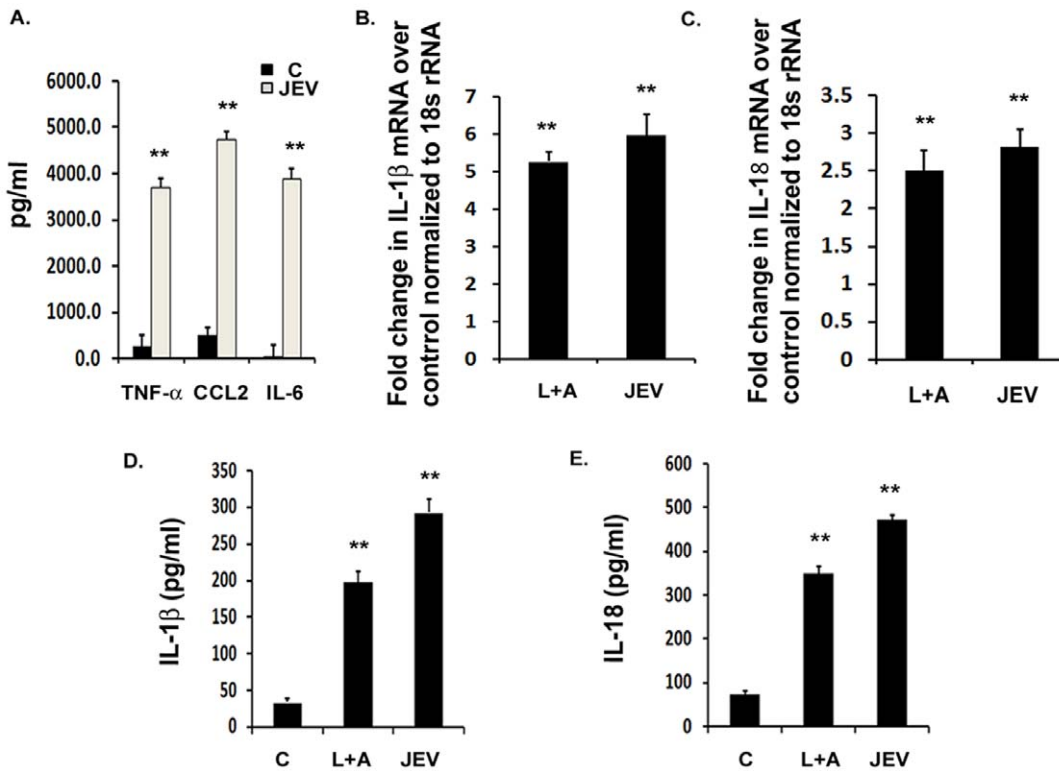 A.
C
JEV
pg/ml
6000.0
5000.0
4000.0
3000.0
2000.0
1000.0
0.0
**
**
**
TNF-α CCL2 IL-6
B.
Fold change in IL-1β mRNA over
contrrol normalized to 18s rRNA
7
6
5
4
3
2
1
0
**
**
L+A JEV
C.
Fold change in IL-18 mRNA over
contrrol normalized to 18s rRNA
3.5
3
2.5
2
1.5
1
0.5
0
**
**
L+A JEV
D.
IL-1β (pg/ml)
350
300
250
200
150
100
50
0
**
**
C L+A JEV
E.
IL-18 (pg/ml)
600
500
400
300
200
100
0
**
**
C L+A JEV